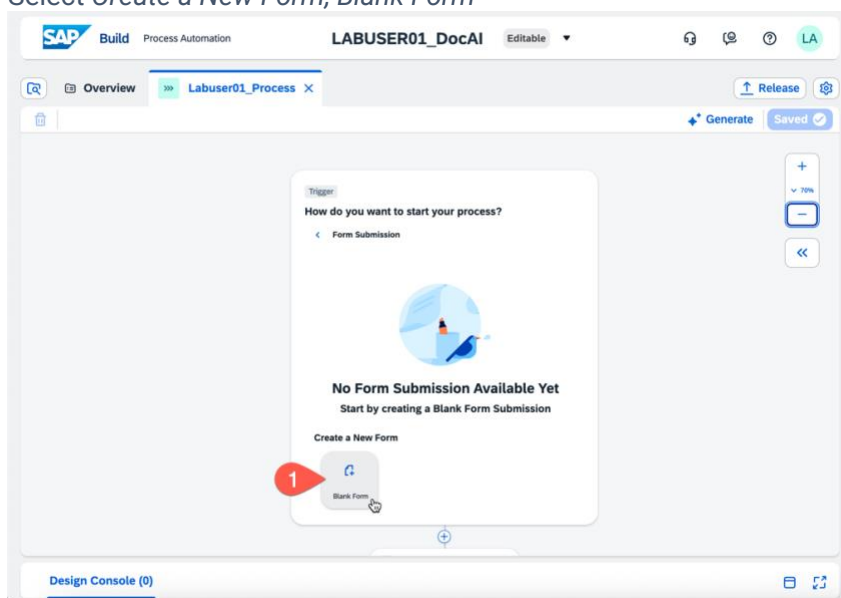 Select Create a New Form, Blank Form
SAP Build Process Automation LABUSER01_DocAI Editable LA
Overview Labuser01_Process Release
Generate Saved
Trigger
How do you want to start your process?
70%
Form Submission
No Form Submission Available Yet
Start by creating a Blank Form Submission
Create a New Form
1
Blank Form
Design Console (0)